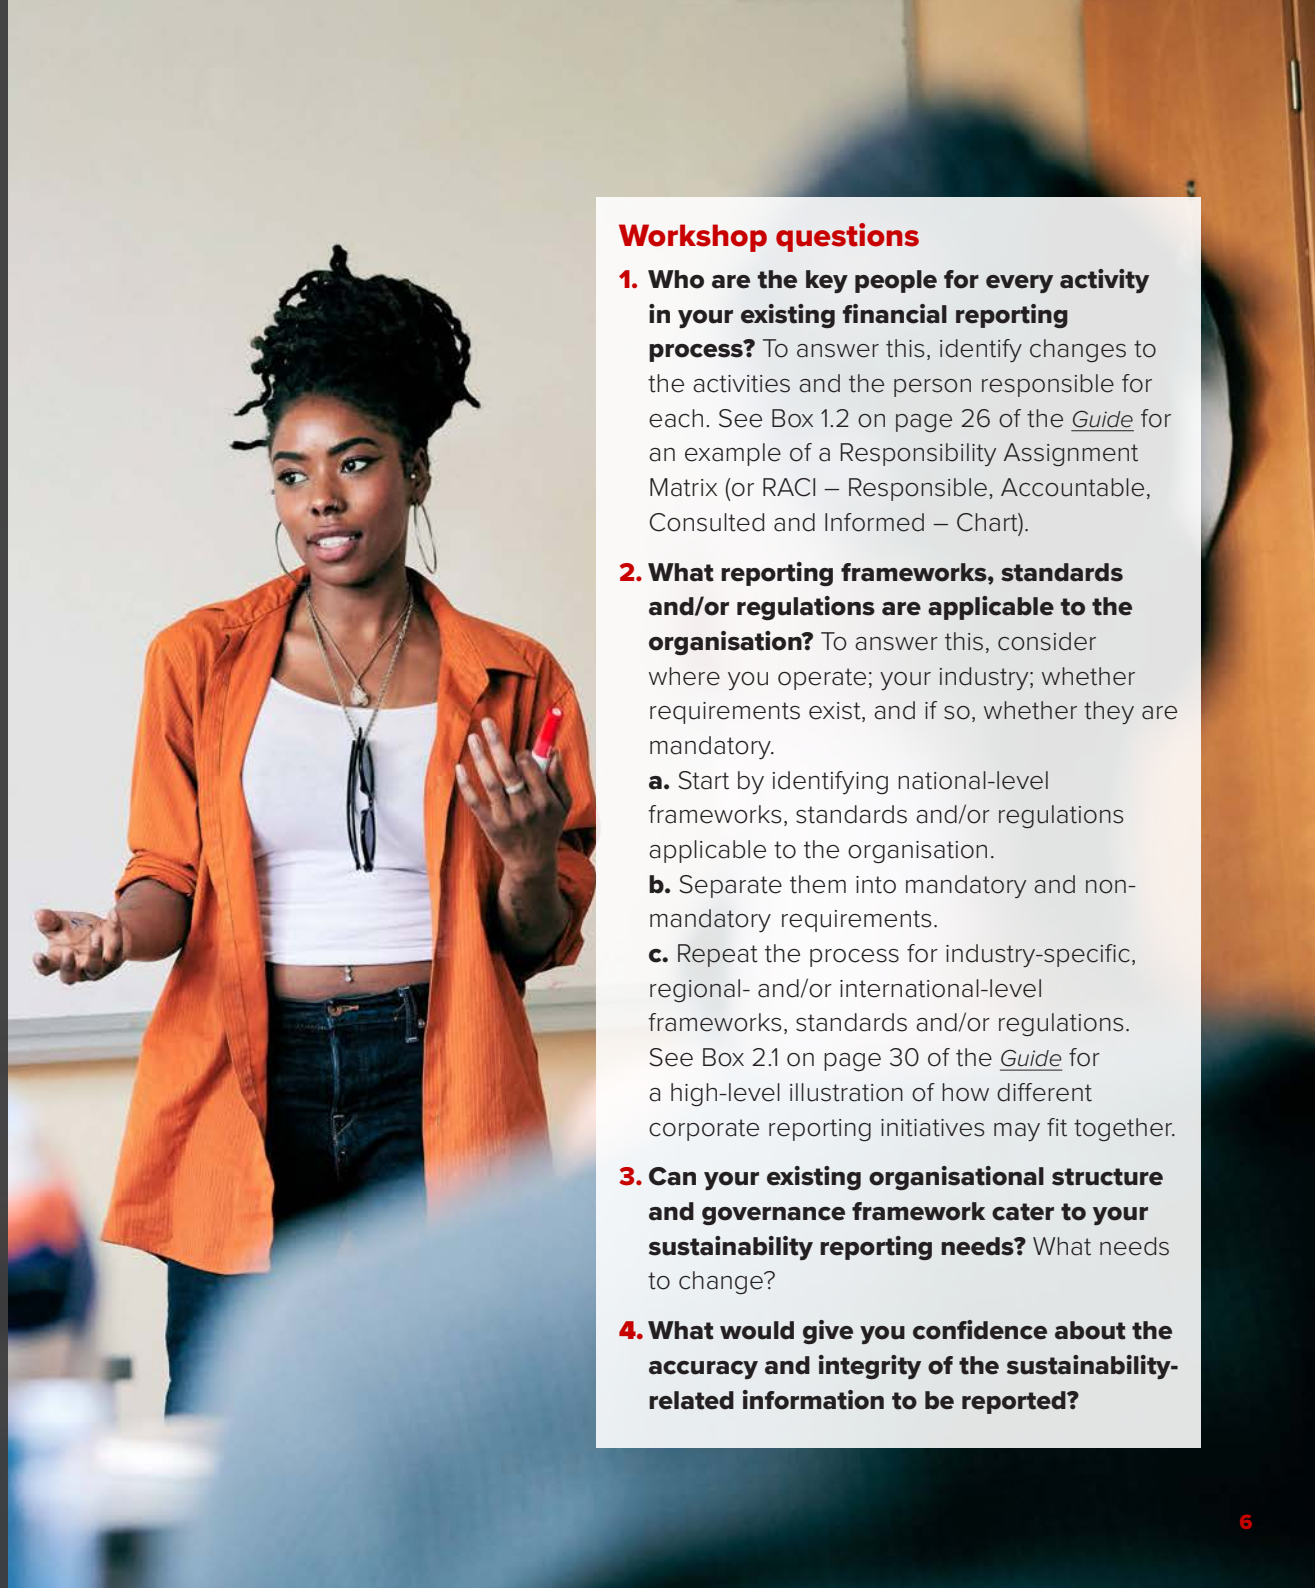 Workshop questions
1. Who are the key people for every activity
in your existing financial reporting
process? To answer this, identify changes to
the activities and the person responsible for
each. See Box 1.2 on page 26 of the Guide for
an example of a Responsibility Assignment
Matrix (or RACI – Responsible, Accountable,
Consulted and Informed – Chart).
2. What reporting frameworks, standards
and/or regulations are applicable to the
organisation? To answer this, consider
where you operate; your industry; whether
requirements exist, and if so, whether they are
mandatory.
a. Start by identifying national-level
frameworks, standards and/or regulations
applicable to the organisation.
b. Separate them into mandatory and non-
mandatory requirements.
c. Repeat the process for industry-specific,
regional- and/or international-level
frameworks, standards and/or regulations.
See Box 2.1 on page 30 of the Guide for
a high-level illustration of how different
corporate reporting initiatives may fit together.
3. Can your existing organisational structure
and governance framework cater to your
sustainability reporting needs? What needs
to change?
4. What would give you confidence about the
accuracy and integrity of the sustainability-
related information to be reported?
6